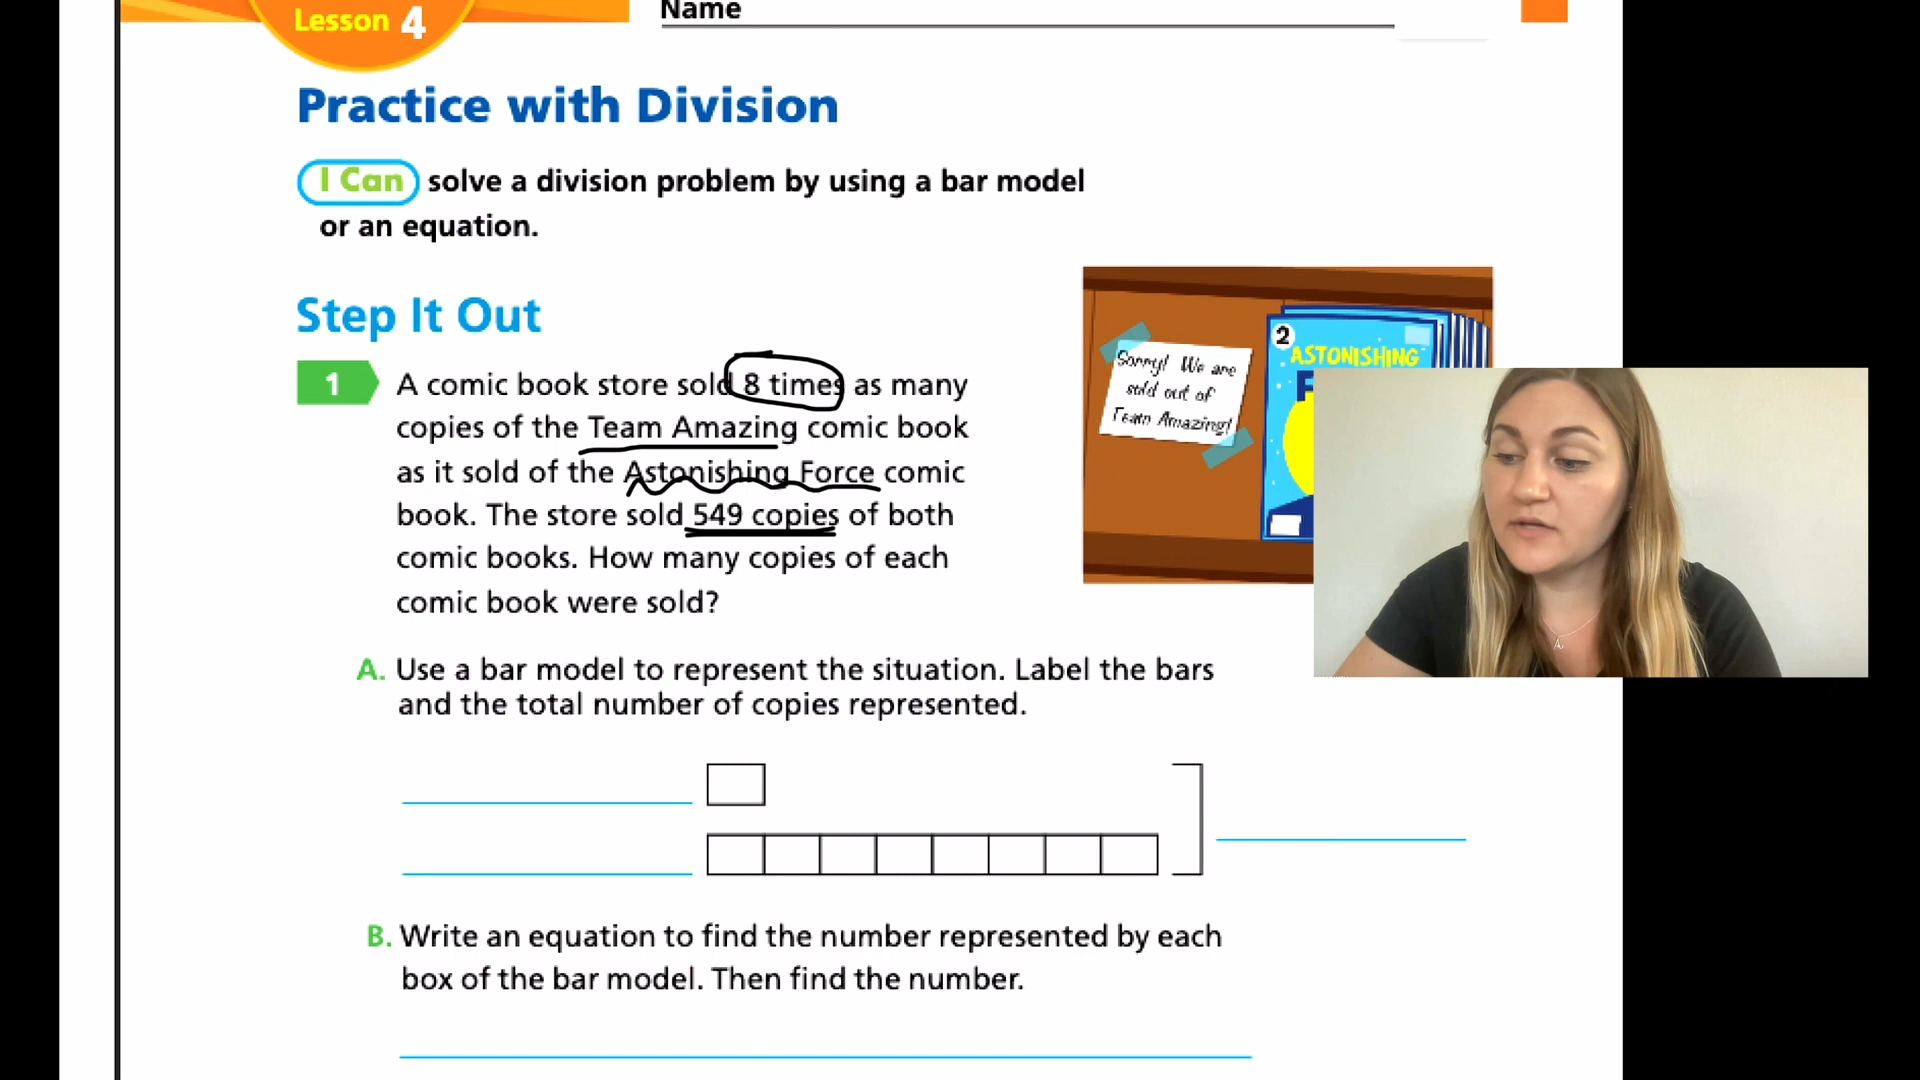 Lesson 4
Name
Practice with Division
I Can solve a division problem by using a bar model
or an equation.
Step It Out
1 A comic book store sold 8 times as many
copies of the Team Amazing comic book
as it sold of the Astonishing Force comic
book. The store sold 549 copies of both
comic books. How many copies of each
comic book were sold?
Sorry! We are
sold out of
Team Amazing!
2
ASTONISHING
F
A. Use a bar model to represent the situation. Label the bars
and the total number of copies represented.
B. Write an equation to find the number represented by each
box of the bar model. Then find the number.